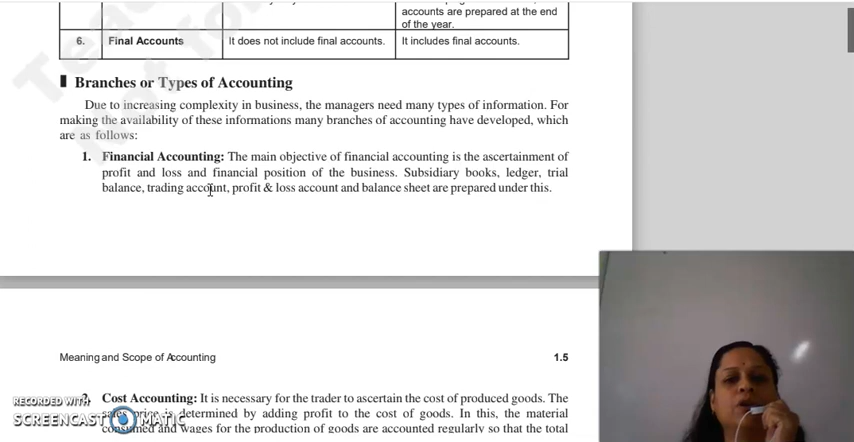 accounts are prepared at the end
of the year.
6. Final Accounts It does not include final accounts. It includes final accounts.
Branches or Types of Accounting
Due to increasing complexity in business, the managers need many types of information. For
making the availability of these informations many branches of accounting have developed, which
are as follows:
1. Financial Accounting: The main objective of financial accounting is the ascertainment of
profit and loss and financial position of the business. Subsidiary books, ledger, trial
balance, trading account, profit & loss account and balance sheet are prepared under this.
Meaning and Scope of Accounting 1.5
2. Cost Accounting: It is necessary for the trader to ascertain the cost of produced goods. The
sales price is determined by adding profit to the cost of goods. In this, the material
consumed and wages for the production of goods are accounted regularly so that the total
RECORDED WITH
SCREENCAST MATIC